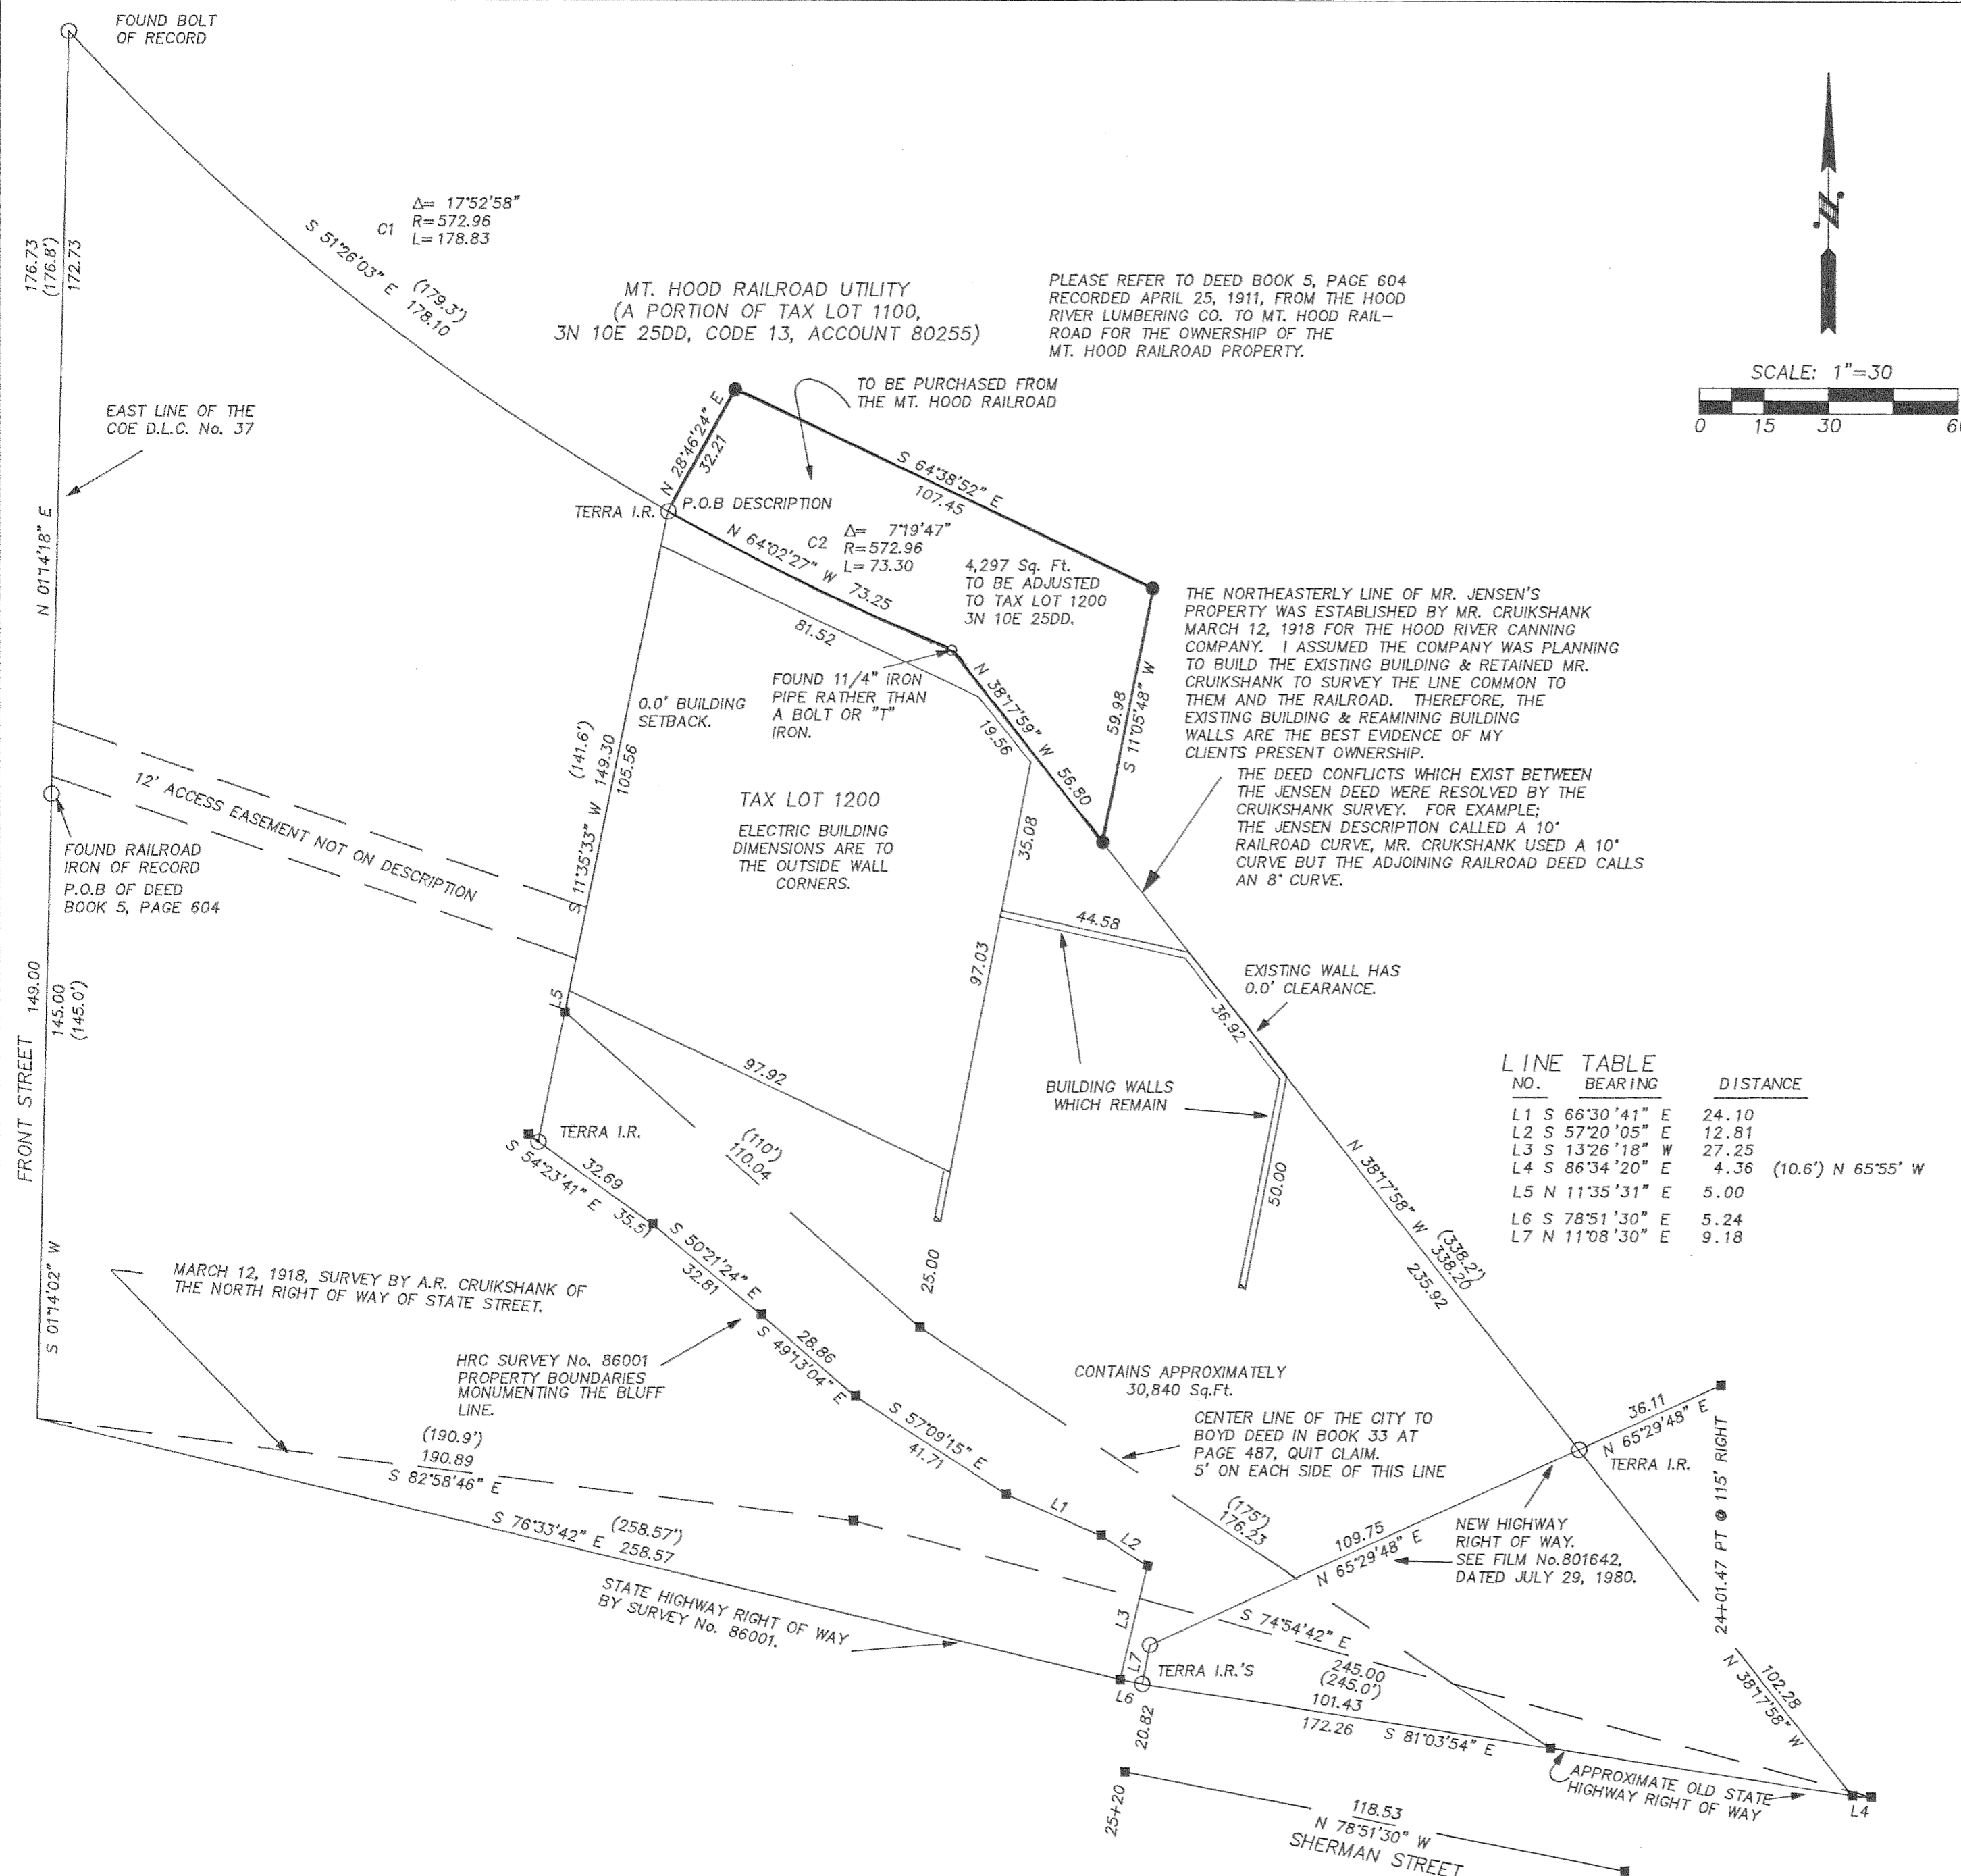 FOUND BOLT
OF RECORD
Δ= 17°52'58"
C1 R=572.96
L=178.83
S 51°26'03" E (179.3')
178.10
176.73
(176.8')
172.73
MT. HOOD RAILROAD UTILITY
(A PORTION OF TAX LOT 1100,
3N 10E 25DD, CODE 13, ACCOUNT 80255)
PLEASE REFER TO DEED BOOK 5, PAGE 604
RECORDED APRIL 25, 1911, FROM THE HOOD
RIVER LUMBERING CO. TO MT. HOOD RAIL-
ROAD FOR THE OWNERSHIP OF THE
MT. HOOD RAILROAD PROPERTY.
N
SCALE: 1"=30
0 15 30
TO BE PURCHASED FROM
THE MT. HOOD RAILROAD
EAST LINE OF THE
COE D.L.C. No. 37
N 01°14'18" E
N 28°46'24" E
32.21
S 64°38'52" E
107.45
TERRA I.R.
P.O.B DESCRIPTION
N 64°02'27" W 73.25
C2 Δ= 7°19'47"
R=572.96
L=73.30
4,297 Sq. Ft.
TO BE ADJUSTED
TO TAX LOT 1200
3N 10E 25DD.
81.52
THE NORTHEASTERLY LINE OF MR. JENSEN'S
PROPERTY WAS ESTABLISHED BY MR. CRUIKSHANK
MARCH 12, 1918 FOR THE HOOD RIVER CANNING
COMPANY. I ASSUMED THE COMPANY WAS PLANNING
TO BUILD THE EXISTING BUILDING & RETAINED MR.
CRUIKSHANK TO SURVEY THE LINE COMMON TO
THEM AND THE RAILROAD. THEREFORE, THE
EXISTING BUILDING & REAMINING BUILDING
WALLS ARE THE BEST EVIDENCE OF MY
CLIENTS PRESENT OWNERSHIP.
59.98
S 11°05'48" W
N 38°17'59" W 56.80
19.56
0.0' BUILDING
SETBACK.
FOUND 11/4" IRON
PIPE RATHER THAN
A BOLT OR "T"
IRON.
(141.6')
S 11°35'33" W 149.30
105.56
THE DEED CONFLICTS WHICH EXIST BETWEEN
THE JENSEN DEED WERE RESOLVED BY THE
CRUIKSHANK SURVEY. FOR EXAMPLE;
THE JENSEN DESCRIPTION CALLED A 10°
RAILROAD CURVE, MR. CRUKSHANK USED A 10°
CURVE BUT THE ADJOINING RAILROAD DEED CALLS
AN 8° CURVE.
12' ACCESS EASEMENT NOT ON DESCRIPTION
TAX LOT 1200
ELECTRIC BUILDING
DIMENSIONS ARE TO
THE OUTSIDE WALL
CORNERS.
35.08
FOUND RAILROAD
IRON OF RECORD
P.O.B OF DEED
BOOK 5, PAGE 604
44.58
97.03
EXISTING WALL HAS
0.0' CLEARANCE.
36.92
L5
FRONT STREET
149.00
145.00
(145.0')
97.92
BUILDING WALLS
WHICH REMAIN
50.00
LINE TABLE
NO. BEARING DISTANCE
L1 S 66°30'41" E 24.10
L2 S 57°20'05" E 12.81
L3 S 13°26'18" W 27.25
L4 S 86°34'20" E 4.36 (10.6') N 65°55' W
L5 N 11°35'31" E 5.00
L6 S 78°51'30" E 5.24
L7 N 11°08'30" E 9.18
TERRA I.R.
(110')
110.04
32.69
S 54°23'41" E 35.5)
S 50°21'24" E
32.81
25.00
N 38°17'58" W (338.2')
338.20
235.92
S 01°14'02" W
MARCH 12, 1918, SURVEY BY A.R. CRUIKSHANK OF
THE NORTH RIGHT OF WAY OF STATE STREET.
HRC SURVEY No. 86001
PROPERTY BOUNDARIES
MONUMENTING THE BLUFF
LINE.
28.86
S 49°13'04" E
S 57°09'15" E
41.71
CONTAINS APPROXIMATELY
30,840 Sq.Ft.
CENTER LINE OF THE CITY TO
BOYD DEED IN BOOK 33 AT
PAGE 487, QUIT CLAIM.
5' ON EACH SIDE OF THIS LINE
36.11
N 65°29'48" E
TERRA I.R.
24+01.47 PT @ 115' RIGHT
(190.9')
190.89
S 82°58'46" E
L1
L2
(175')
176.23
109.75
N 65°29'48" E
NEW HIGHWAY
RIGHT OF WAY.
SEE FILM No.801642,
DATED JULY 29, 1980.
S 76°33'42" E (258.57')
258.57
STATE HIGHWAY RIGHT OF WAY
BY SURVEY No. 86001.
L3
L7
TERRA I.R.'S
L6
S 74°54'42" E
245.00
(245.0')
101.43
172.26 S 81°03'54" E
102.28
N 38°17'58" W
20.82
25+20
APPROXIMATE OLD STATE
HIGHWAY RIGHT OF WAY
L4
118.53
N 78°51'30" W
SHERMAN STREET